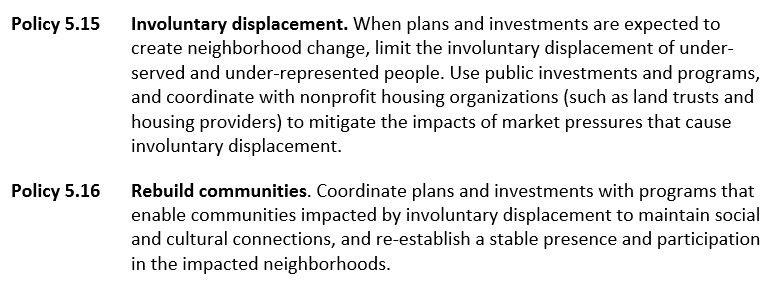 Policy 5.15 Involuntary displacement. When plans and investments are expected to
create neighborhood change, limit the involuntary displacement of under-
served and under-represented people. Use public investments and programs,
and coordinate with nonprofit housing organizations (such as land trusts and
housing providers) to mitigate the impacts of market pressures that cause
involuntary displacement.
Policy 5.16 Rebuild communities. Coordinate plans and investments with programs that
enable communities impacted by involuntary displacement to maintain social
and cultural connections, and re-establish a stable presence and participation
in the impacted neighborhoods.